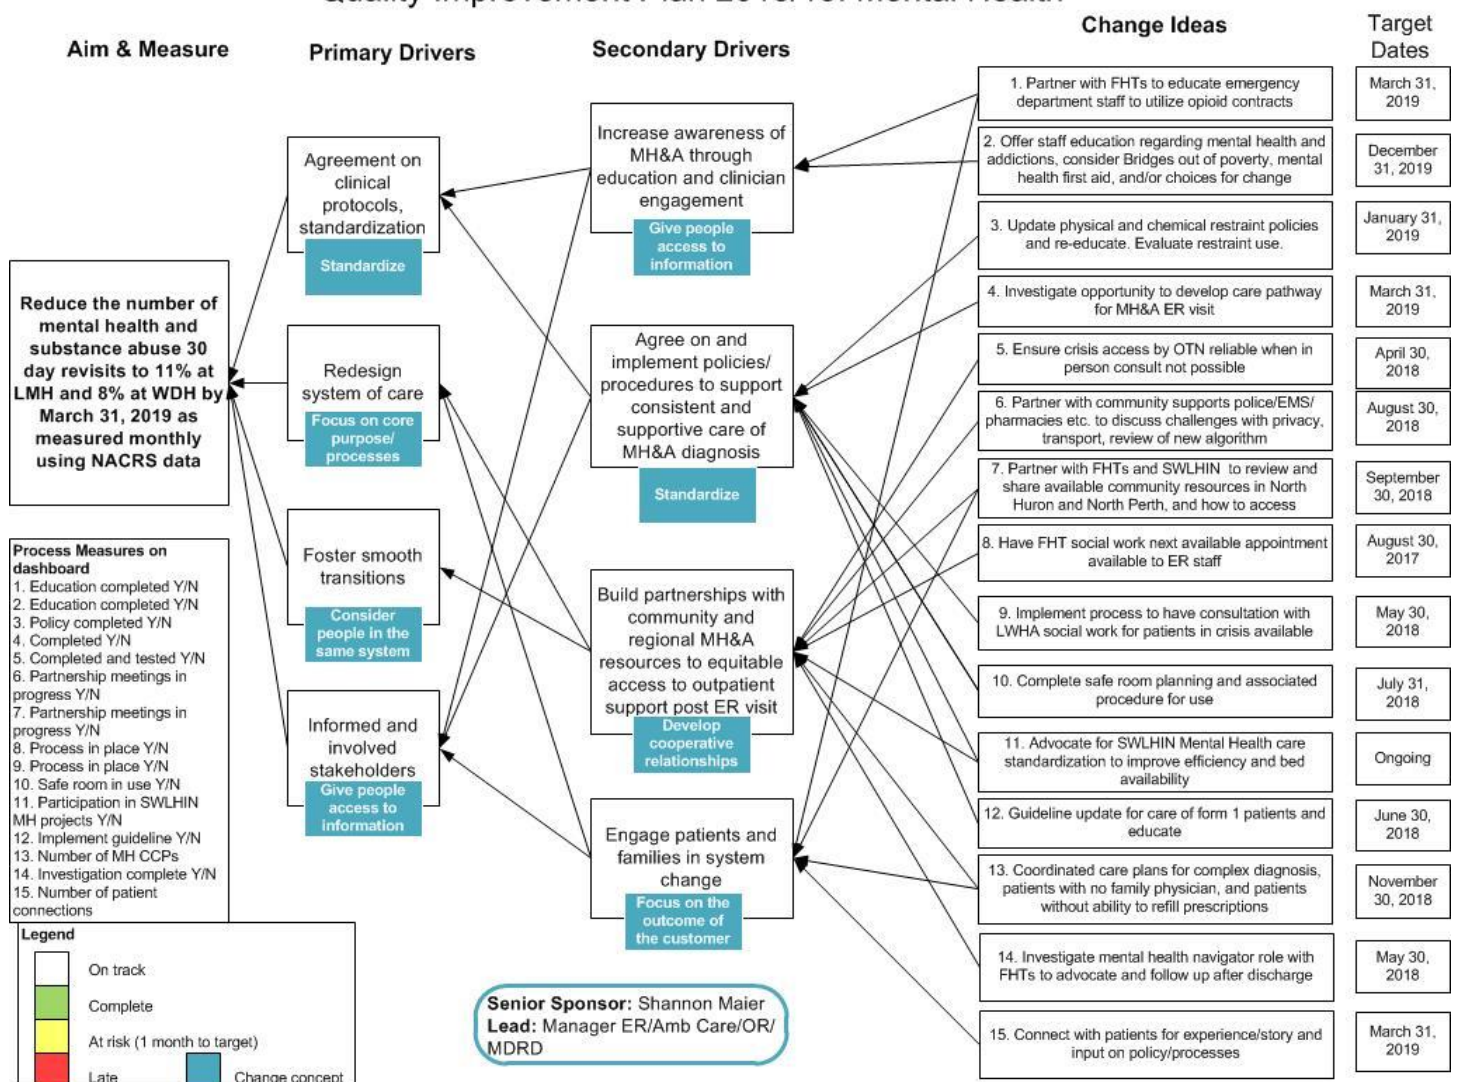 Aim & Measure
Primary Drivers
Secondary Drivers
Change Ideas
Target
Dates
Reduce the number of
mental health and
substance abuse 30
day revisits to 11% at
LMH and 8% at WDH by
March 31, 2019 as
measured monthly
using NACRS data
Process Measures on
dashboard
1. Education completed Y/N
2. Education completed Y/N
3. Policy completed Y/N
4. Completed Y/N
5. Completed and tested Y/N
6. Partnership meetings in
progress Y/N
7. Partnership meetings in
progress Y/N
8. Process in place Y/N
9. Process in place Y/N
10. Safe room in use Y/N
11. Participation in SWLHIN
MH projects Y/N
12. Implement guideline Y/N
13. Number of MH CCPs
14. Investigation complete Y/N
15. Number of patient
connections
Legend
On track
Complete
At risk (1 month to target)
Late
Change concept
Agreement on
clinical
protocols,
standardization
Standardize
Redesign
system of care
Focus on core
purpose/
processes
Foster smooth
transitions
Consider
people in the
same system
Informed and
involved
stakeholders
Give people
access to
information
Increase awareness of
MH&A through
education and clinician
engagement
Give people
access to
information
Agree on and
implement policies/
procedures to support
consistent and
supportive care of
MH&A diagnosis
Standardize
Build partnerships with
community and
regional MH&A
resources to equitable
access to outpatient
support post ER visit
Develop
cooperative
relationships
Engage patients and
families in system
change
Focus on the
outcome of
the customer
Senior Sponsor: Shannon Maier
Lead: Manager ER/Amb Care/OR/
MDRD
1. Partner with FHTs to educate emergency
department staff to utilize opioid contracts
March 31,
2019
2. Offer staff education regarding mental health and
addictions, consider Bridges out of poverty, mental
health first aid, and/or choices for change
December
31, 2019
3. Update physical and chemical restraint policies
and re-educate. Evaluate restraint use.
January 31,
2019
4. Investigate opportunity to develop care pathway
for MH&A ER visit
March 31,
2019
5. Ensure crisis access by OTN reliable when in
person consult not possible
April 30,
2018
6. Partner with community supports police/EMS/
pharmacies etc. to discuss challenges with privacy,
transport, review of new algorithm
August 30,
2018
7. Partner with FHTs and SWLHIN to review and
share available community resources in North
Huron and North Perth, and how to access
September
30, 2018
8. Have FHT social work next available appointment
available to ER staff
August 30,
2017
9. Implement process to have consultation with
LWHA social work for patients in crisis available
May 30,
2018
10. Complete safe room planning and associated
procedure for use
July 31,
2018
11. Advocate for SWLHIN Mental Health care
standardization to improve efficiency and bed
availability
Ongoing
12. Guideline update for care of form 1 patients and
educate
June 30,
2018
13. Coordinated care plans for complex diagnosis,
patients with no family physician, and patients
without ability to refill prescriptions
November
30, 2018
14. Investigate mental health navigator role with
FHTs to advocate and follow up after discharge
May 30,
2018
15. Connect with patients for experience/story and
input on policy/processes
March 31,
2019